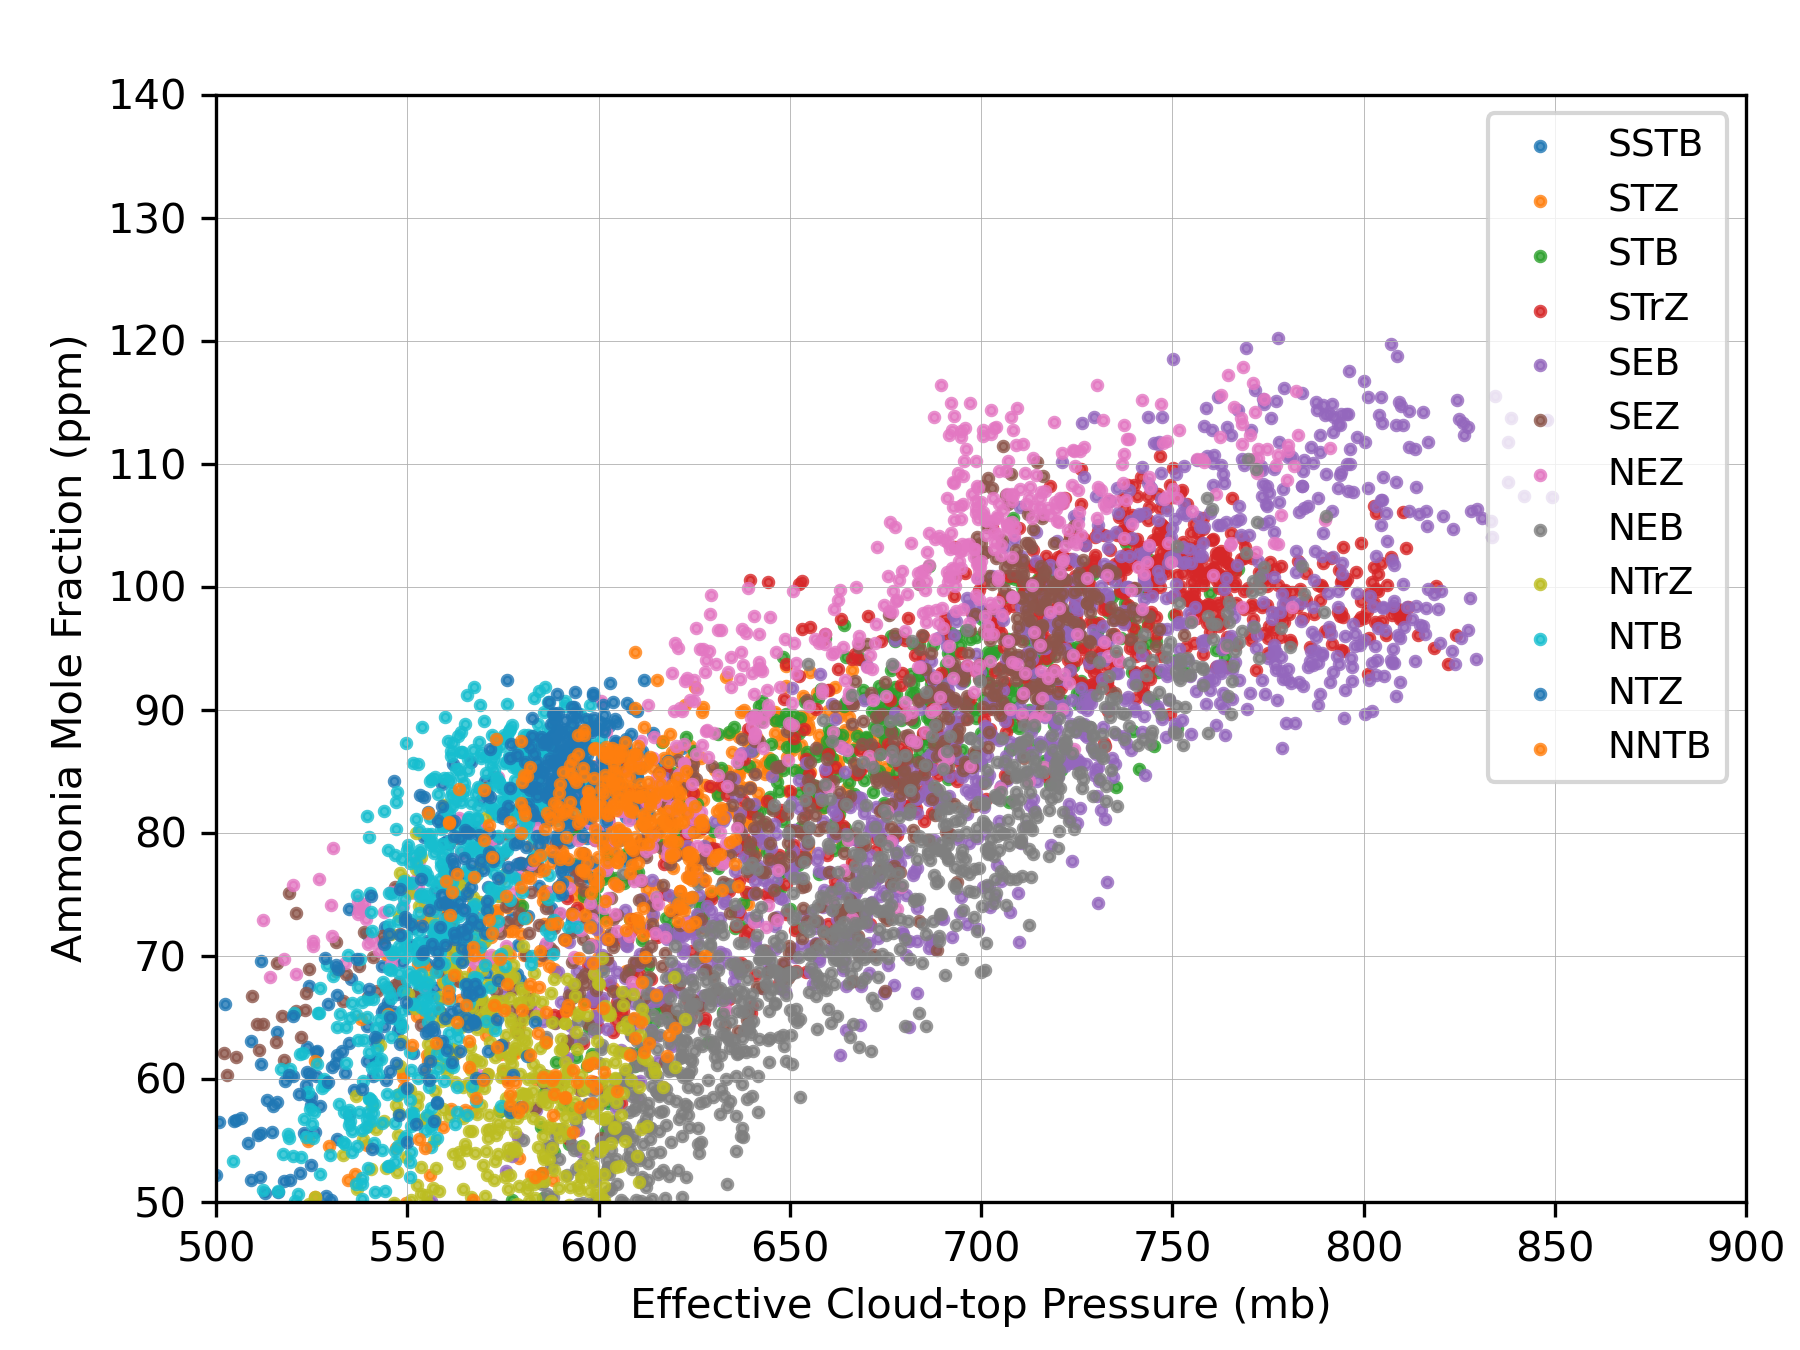 140
130
120
110
100
90
80
70
60
50
Ammonia Mole Fraction (ppm)
500 550 600 650 700 750 800 850 900
Effective Cloud-top Pressure (mb)
SSTB
STZ
STB
STrZ
SEB
SEZ
NEZ
NEB
NTrZ
NTB
NTZ
NNTB